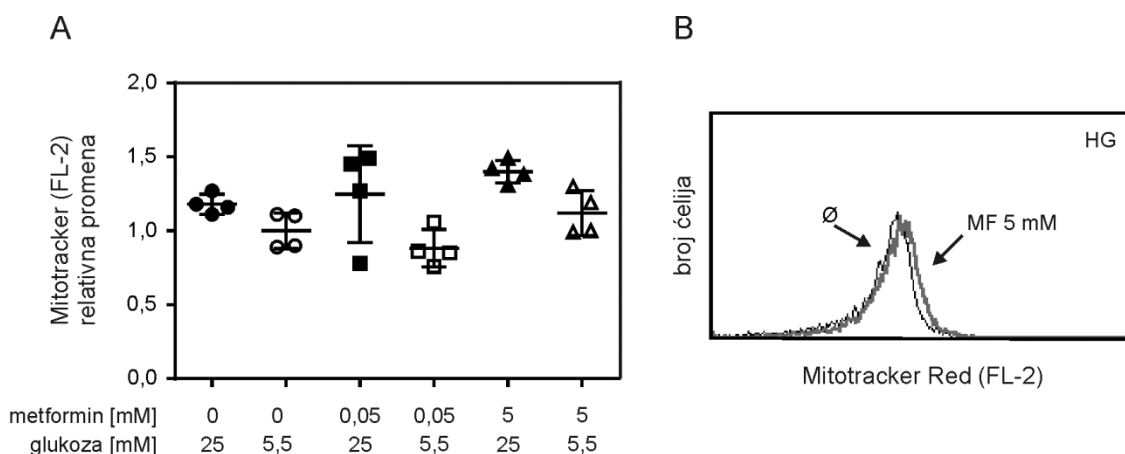 A
Mitotracker (FL-2)
relativna promena
2,0
1,5
1,0
0,5
0,0
metformin [mM] 0 0 0,05 0,05 5 5
glukoza [mM] 25 5,5 25 5,5 25 5,5
B
HG
Ø
MF 5 mM
broj ćelija
Mitotracker Red (FL-2)